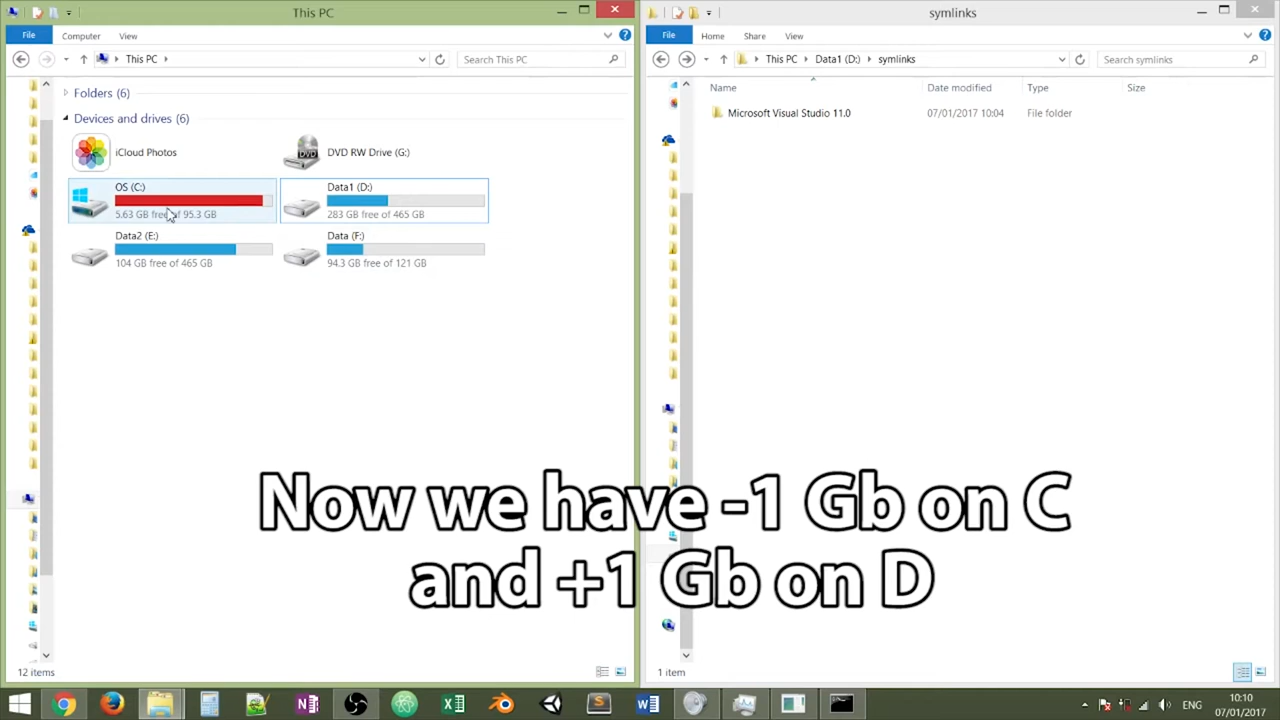 This PC
File
Computer
View
This PC
Search This PC
Folders (6)
Devices and drives (6)
iCloud Photos
DVD
DVD RW Drive (G:)
OS (C:)
5.63 GB free of 95.3 GB
Data1 (D:)
283 GB free of 465 GB
Data2 (E:)
104 GB free of 465 GB
Data (F:)
94.3 GB free of 121 GB
12 items
symlinks
File
Home
Share
View
This PC
Data1 (D:)
symlinks
Search symlinks
Name
Date modified
Type
Size
Microsoft Visual Studio 11.0
07/01/2017 10:04
File folder
1 item
Now we have -1 Gb on C
and +1 Gb on D
ENG
10:10
07/01/2017